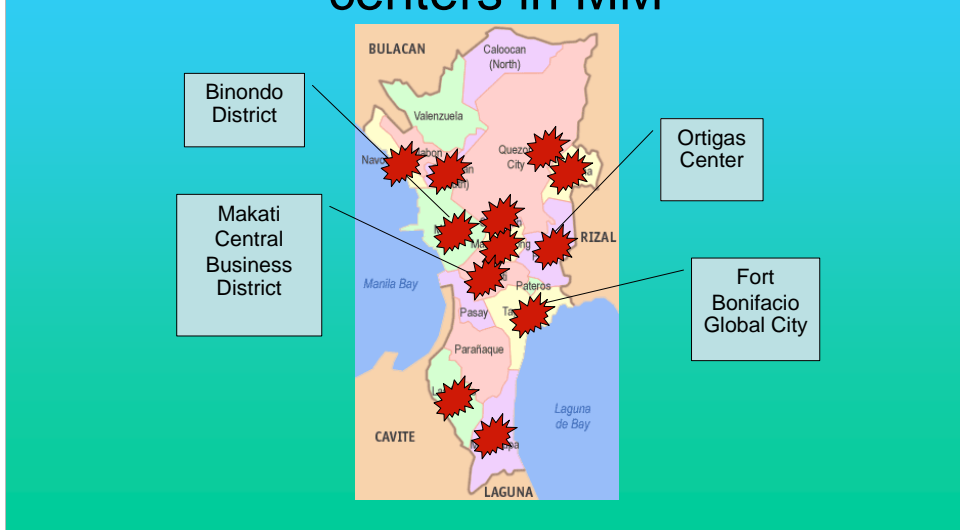 centers in MM
BULACAN
Caloocan
(North)
Binondo
District
Valenzuela
Ortigas
Center
Quezon
City
Makati
Central
Business
District
RIZAL
Manila Bay
Pateros
Fort
Bonifacio
Global City
Pasay
Parañaque
Laguna
de Bay
CAVITE
LAGUNA